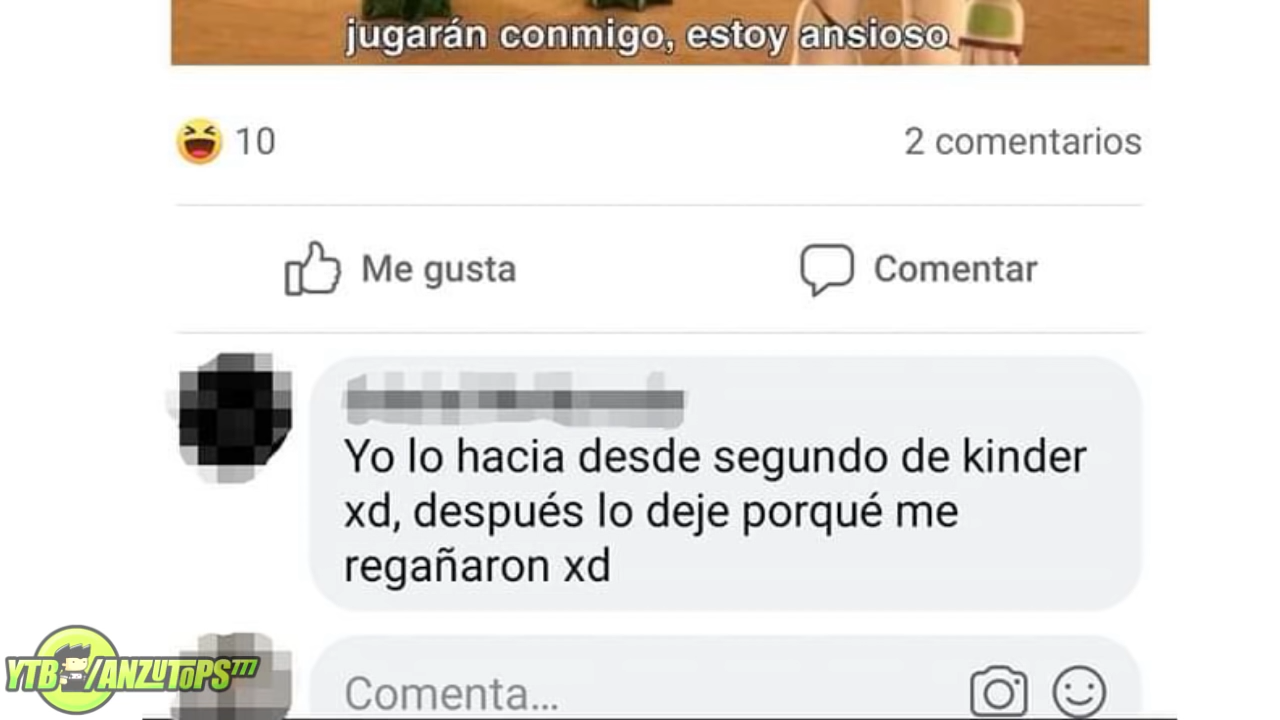 jugarán conmigo, estoy ansioso
10
2 comentarios
Me gusta
Comentar
Yo lo hacia desde segundo de kinder
xd, después lo deje porqué me
regañaron xd
Comenta...
YTB/ANZUTOPS777